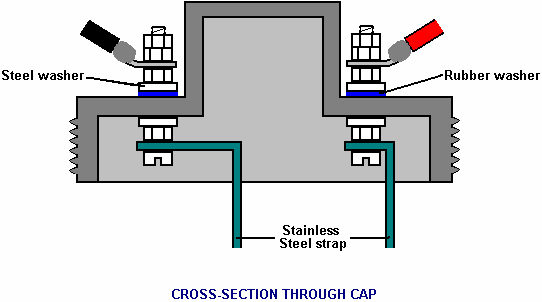 Steel washer
Rubber washer
Stainless
Steel strap
CROSS-SECTION THROUGH CAP